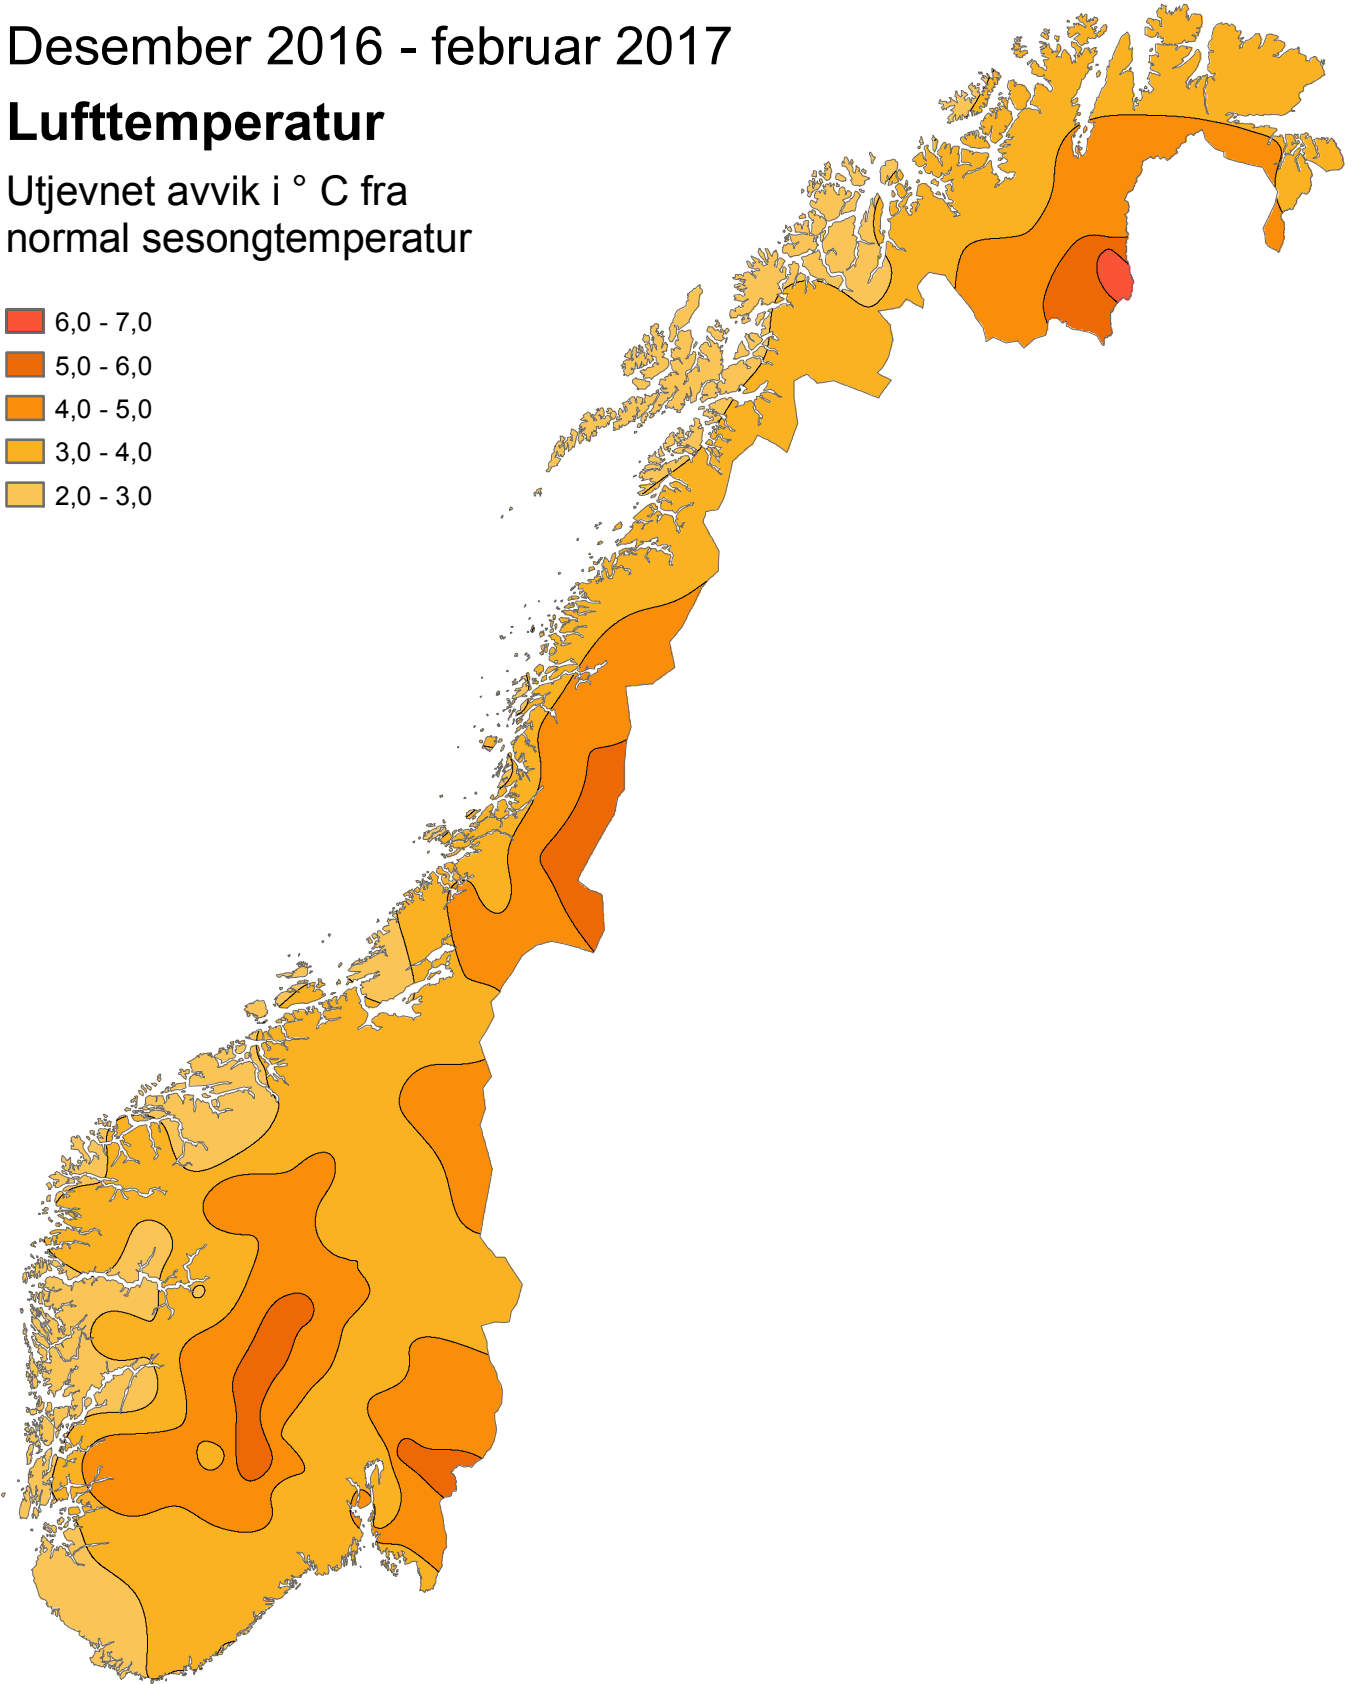 Desember 2016 - februar 2017
Lufttemperatur
Utjevnet avvik i ° C fra
normal sesongtemperatur
6,0 - 7,0
5,0 - 6,0
4,0 - 5,0
3,0 - 4,0
2,0 - 3,0